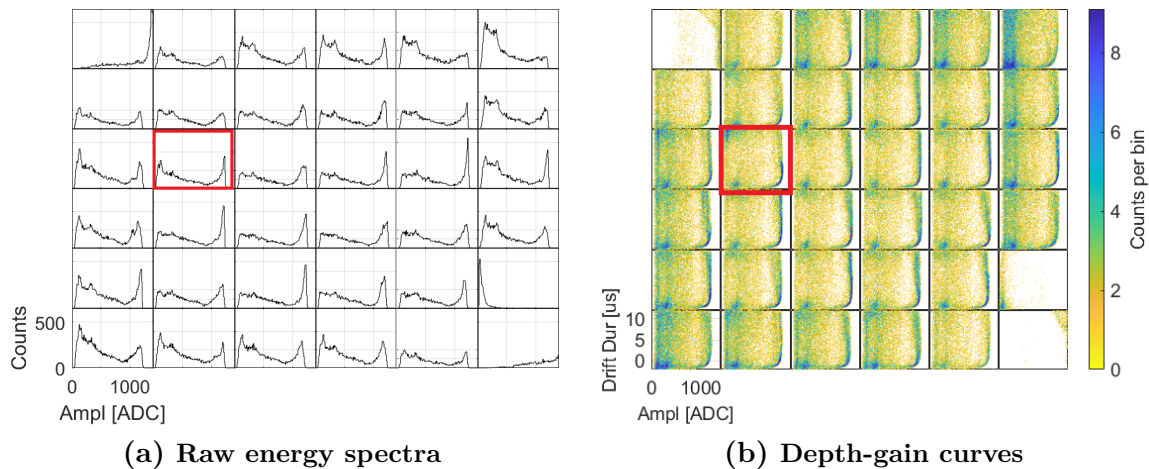 Counts
500
0
0
1000
Ampl [ADC]
(a) Raw energy spectra
Drift Dur [us]
10
5
0
0
1000
Ampl [ADC]
8
6
4
2
0
Counts per bin
(b) Depth-gain curves